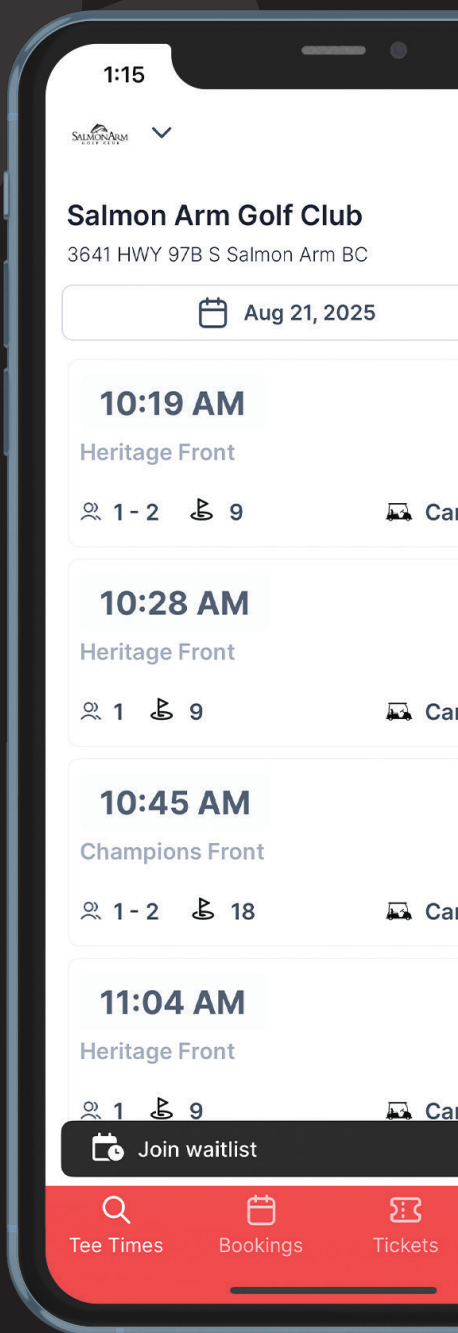 1:15
SALMONARM
GOLF CLUB
Salmon Arm Golf Club
3641 HWY 97B S Salmon Arm BC
Aug 21, 2025
10:19 AM
Heritage Front
1 - 2 9 Car
10:28 AM
Heritage Front
1 9 Car
10:45 AM
Champions Front
1 - 2 18 Car
11:04 AM
Heritage Front
1 9 Car
Join waitlist
Tee Times Bookings Tickets